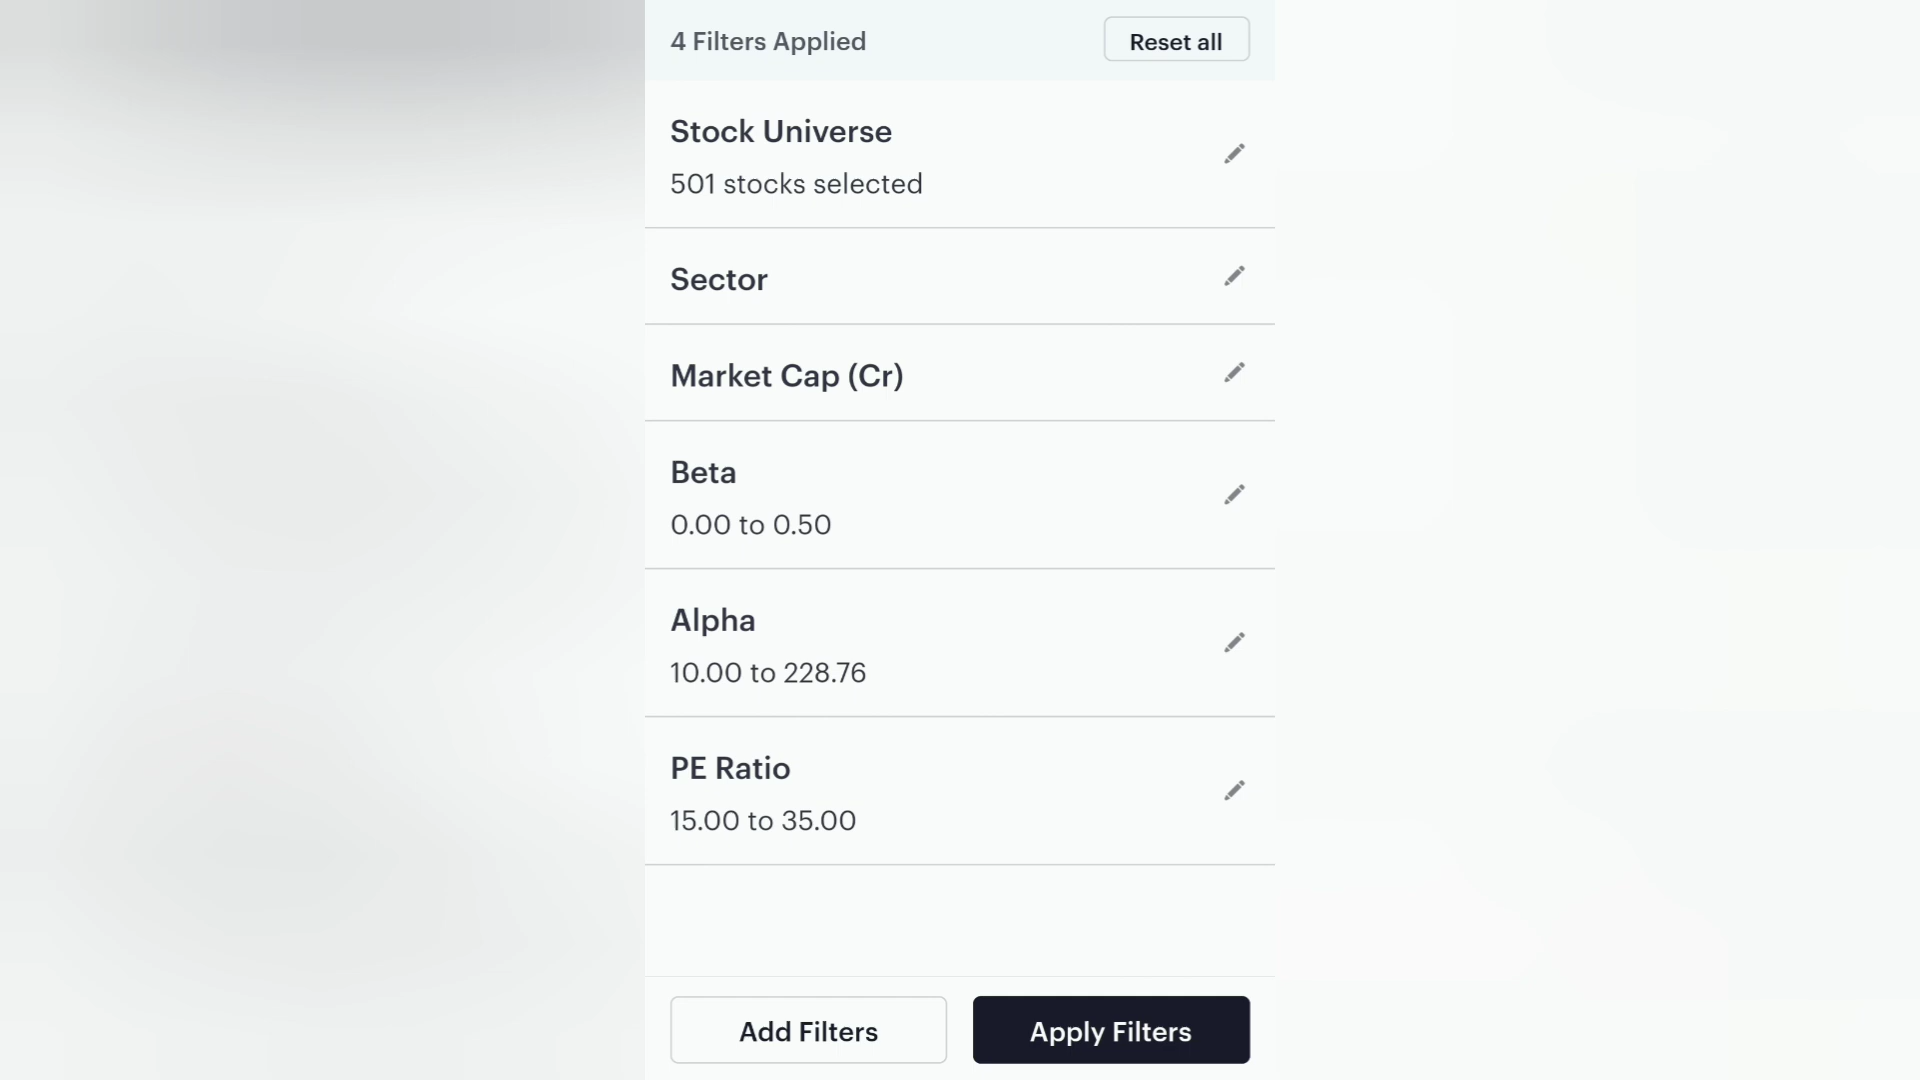 4 Filters Applied
Reset all
Stock Universe
501 stocks selected
Sector
Market Cap (Cr)
Beta
0.00 to 0.50
Alpha
10.00 to 228.76
PE Ratio
15.00 to 35.00
Add Filters
Apply Filters